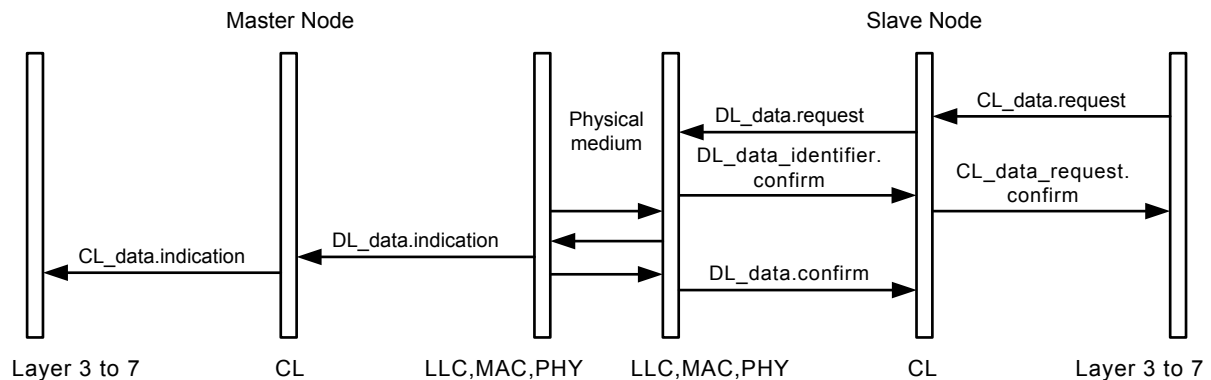 Master Node
Slave Node
CL_data.request
DL_data.request
Physical
medium
DL_data_identifier.
confirm
CL_data_request.
confirm
DL_data.indication
CL_data.indication
DL_data.confirm
Layer 3 to 7
CL
LLC,MAC,PHY
LLC,MAC,PHY
CL
Layer 3 to 7